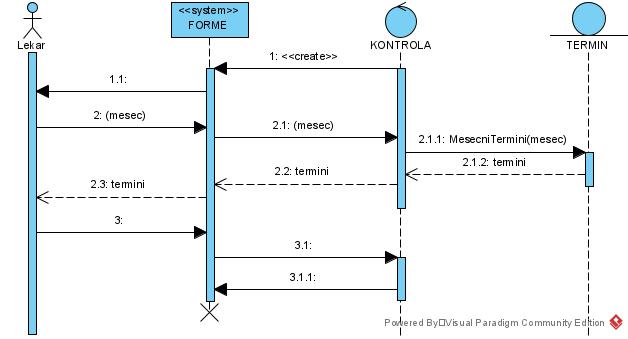 <<system>>
FORME
Lekar
KONTROLA
TERMIN
1: <<create>>
1.1:
2: (mesec)
2.1: (mesec)
2.1.1: MesecniTermini(mesec)
2.1.2: termini
2.2: termini
2.3: termini
3:
3.1:
3.1.1:
Powered By Visual Paradigm Community Edition